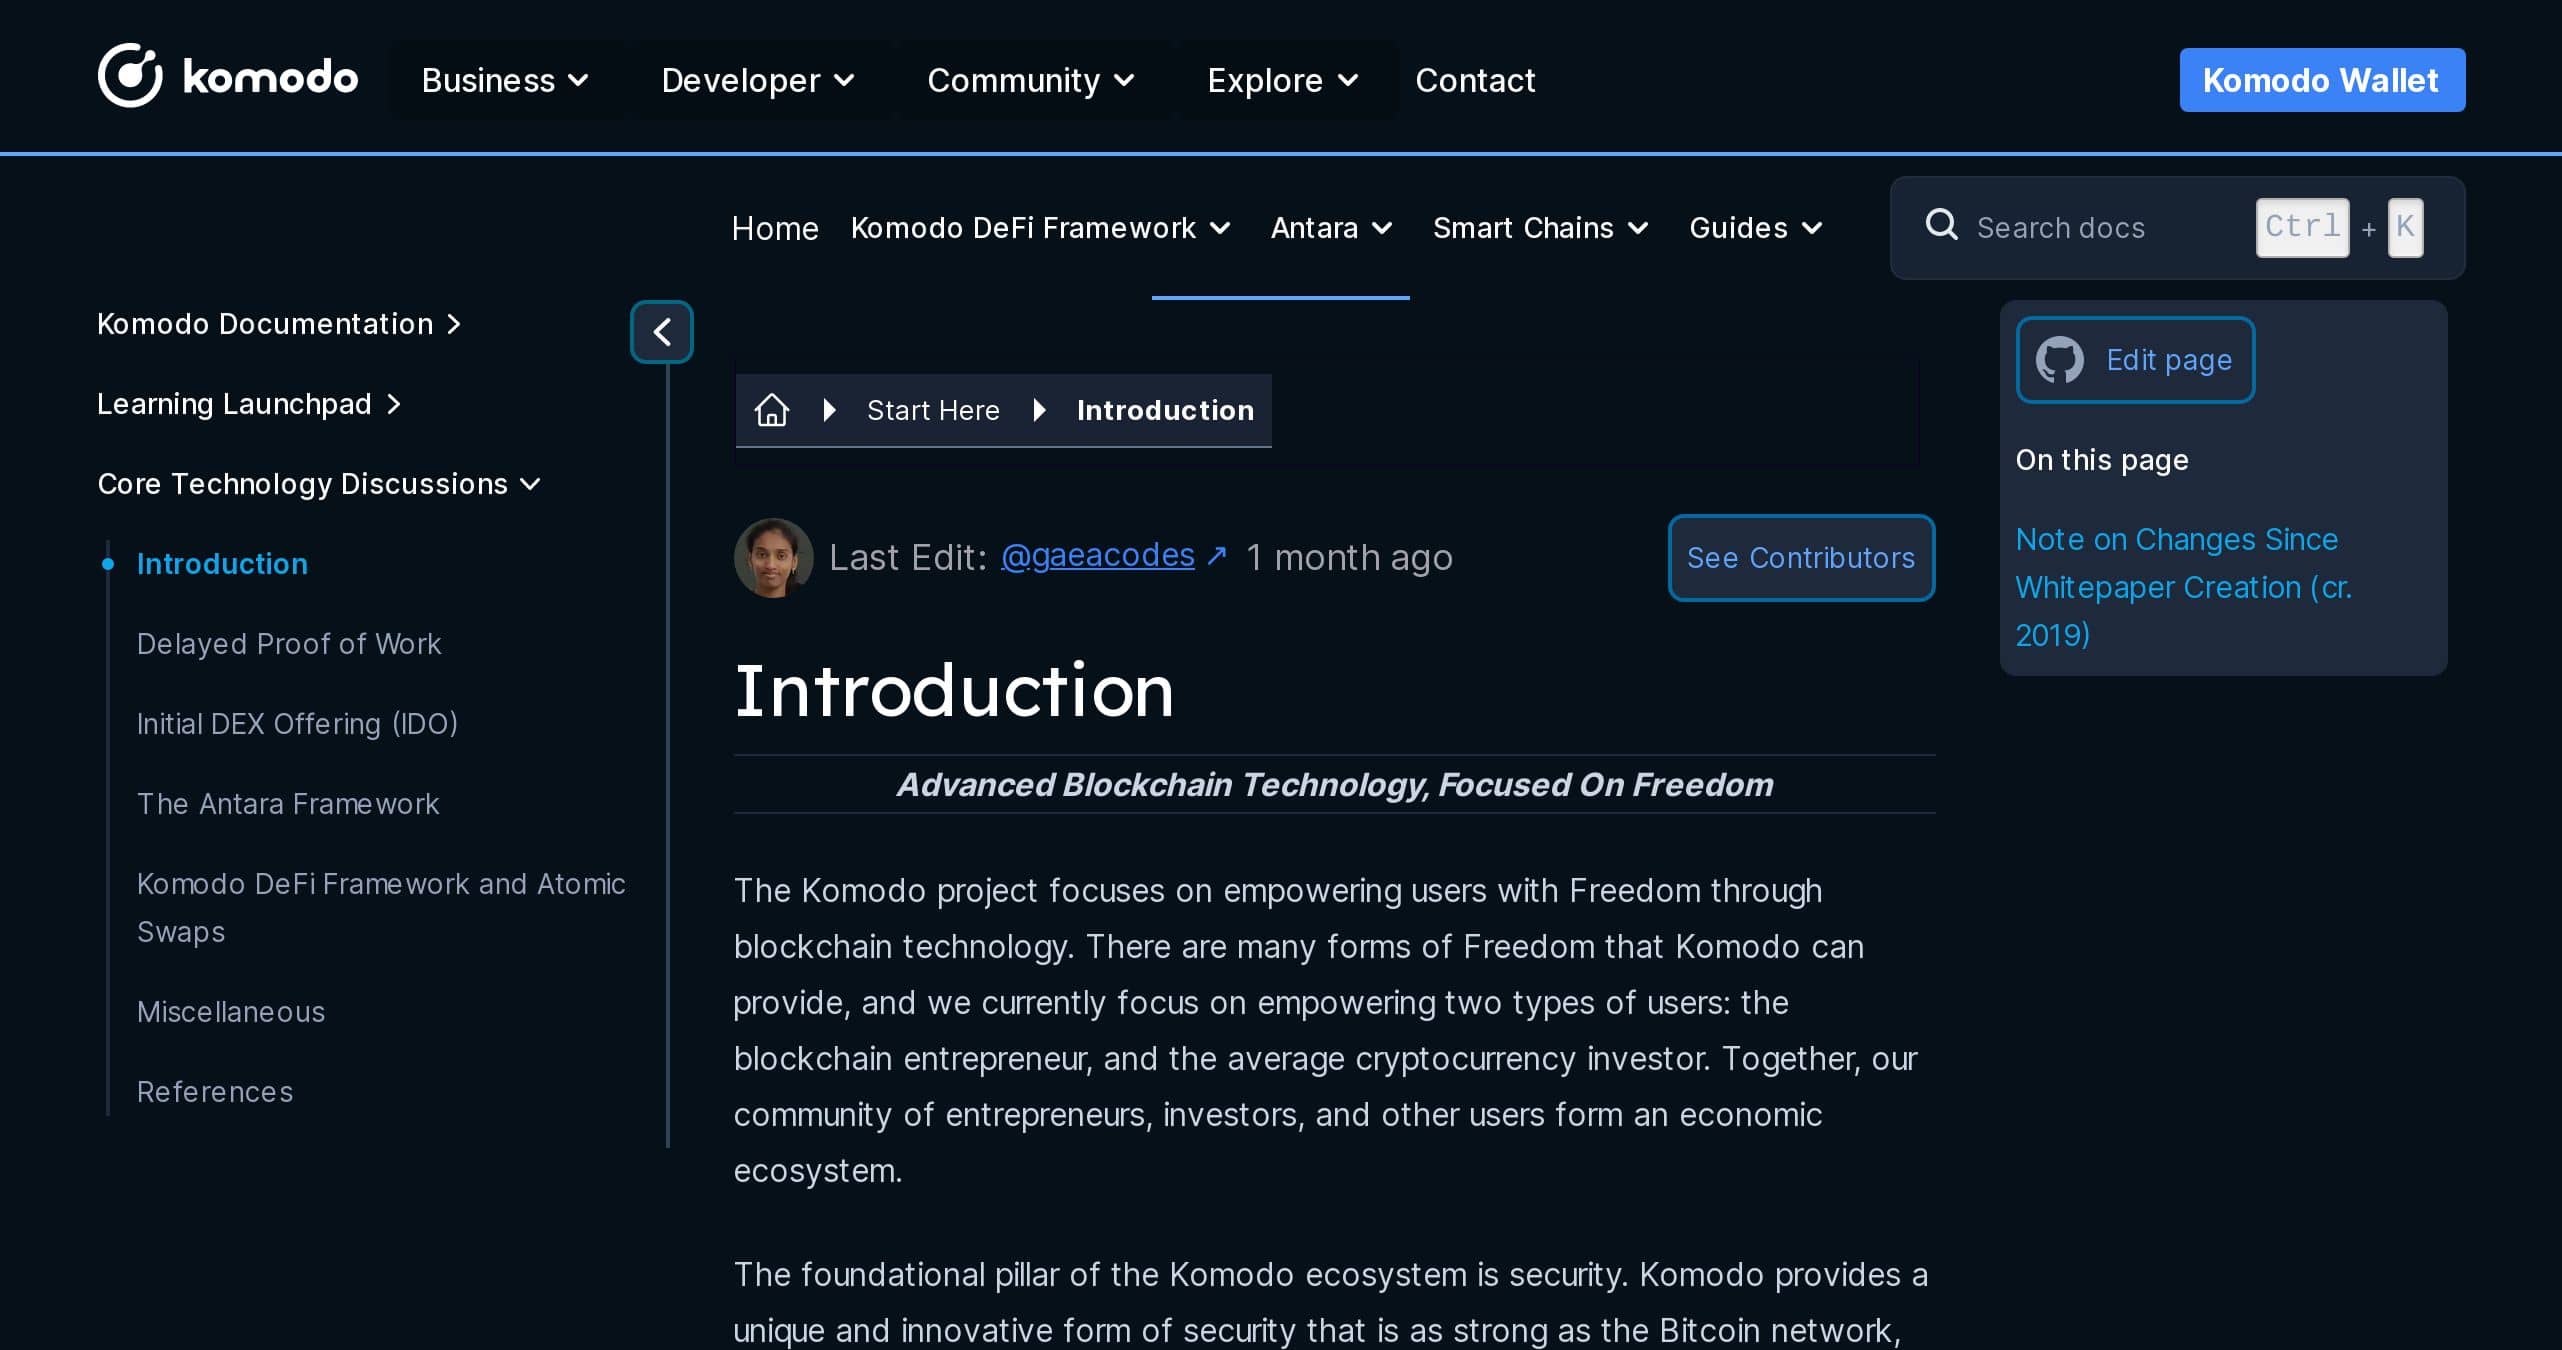 komodo
Business
Developer
Community
Explore
Contact
Komodo Wallet
Home
Komodo DeFi Framework
Antara
Smart Chains
Guides
Search docs
Ctrl + K
Komodo Documentation
Learning Launchpad
Core Technology Discussions
Introduction
Delayed Proof of Work
Initial DEX Offering (IDO)
The Antara Framework
Komodo DeFi Framework and Atomic
Swaps
Miscellaneous
References
Start Here
Introduction
Last Edit: @gaeacodes ↗ 1 month ago
See Contributors
Introduction
Advanced Blockchain Technology, Focused On Freedom
The Komodo project focuses on empowering users with Freedom through
blockchain technology. There are many forms of Freedom that Komodo can
provide, and we currently focus on empowering two types of users: the
blockchain entrepreneur, and the average cryptocurrency investor. Together, our
community of entrepreneurs, investors, and other users form an economic
ecosystem.
The foundational pillar of the Komodo ecosystem is security. Komodo provides a
unique and innovative form of security that is as strong as the Bitcoin network,
Edit page
On this page
Note on Changes Since
Whitepaper Creation (cr.
2019)